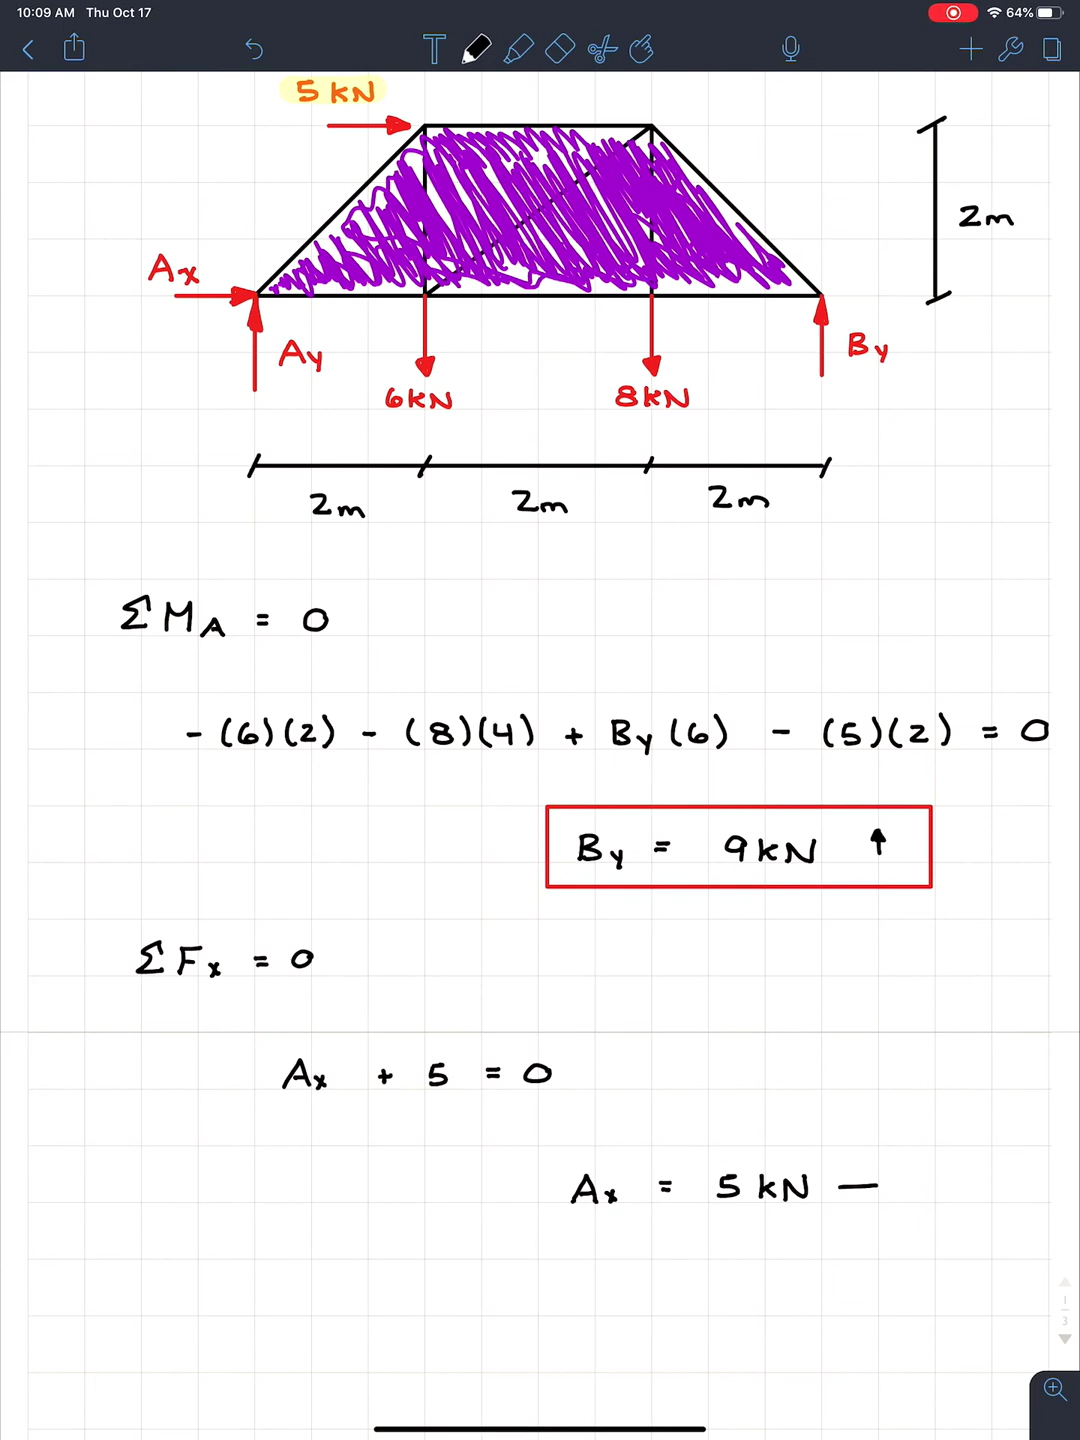 10:09 AM Thu Oct 17 64%
T
5 kN
2m
Ax
Ay
By
6kN
8kN
2m 2m 2m
ΣMA = 0
- (6)(2) - (8)(4) + By(6) - (5)(2) = 0
By = 9kN ↑
ΣFx = 0
Ax + 5 = 0
Ax = 5 kN —
1
3